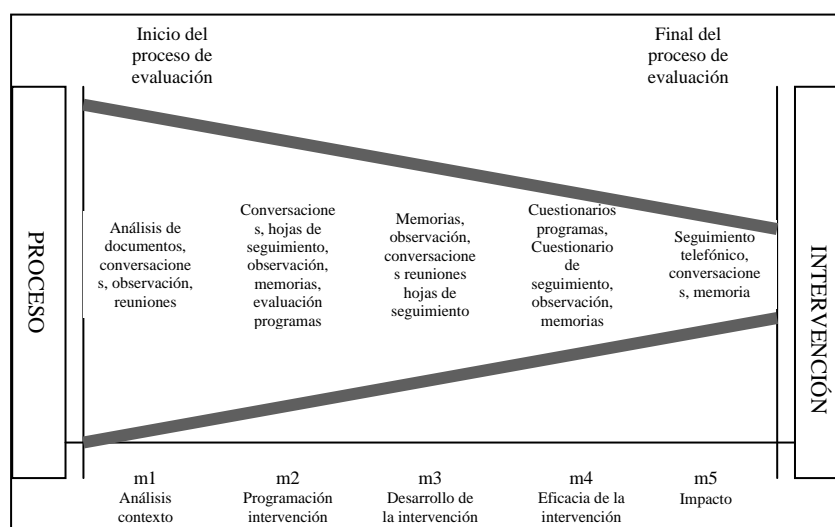 Inicio del
proceso de
evaluación
Final del
proceso de
evaluación
PROCESO
Análisis de
documentos,
conversacione
s, observación,
reuniones
Conversacione
s, hojas de
seguimiento,
observación,
memorias,
evaluación
programas
Memorias,
observación,
conversacione
s reuniones
hojas de
seguimiento
Cuestionarios
programas,
Cuestionario
de
seguimiento,
observación,
memorias
Seguimiento
telefónico,
conversacione
s, memoria
INTERVENCIÓN
m1
Análisis
contexto
m2
Programación
intervención
m3
Desarrollo de
la intervención
m4
Eficacia de la
intervención
m5
Impacto